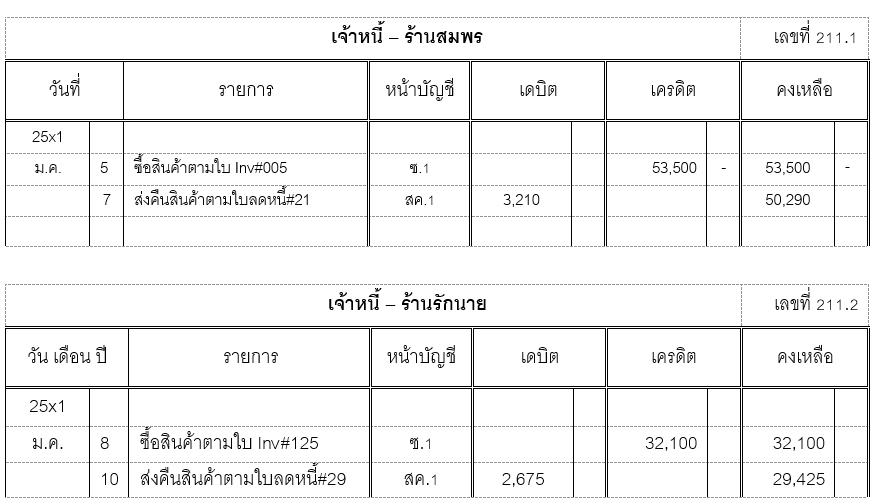 เจ้าหนี้ – ร้านสมพร เลขที่ 211.1
วันที่ รายการ หน้าบัญชี เดบิต เครดิต คงเหลือ
25x1
ม.ค. 5 ซื้อสินค้าตามใบ Inv#005 ซ.1 53,500 - 53,500 -
7 ส่งคืนสินค้าตามใบลดหนี้#21 สค.1 3,210 50,290
เจ้าหนี้ – ร้านรักนาย เลขที่ 211.2
วัน เดือน ปี รายการ หน้าบัญชี เดบิต เครดิต คงเหลือ
25x1
ม.ค. 8 ซื้อสินค้าตามใบ Inv#125 ซ.1 32,100 32,100
10 ส่งคืนสินค้าตามใบลดหนี้#29 สค.1 2,675 29,425